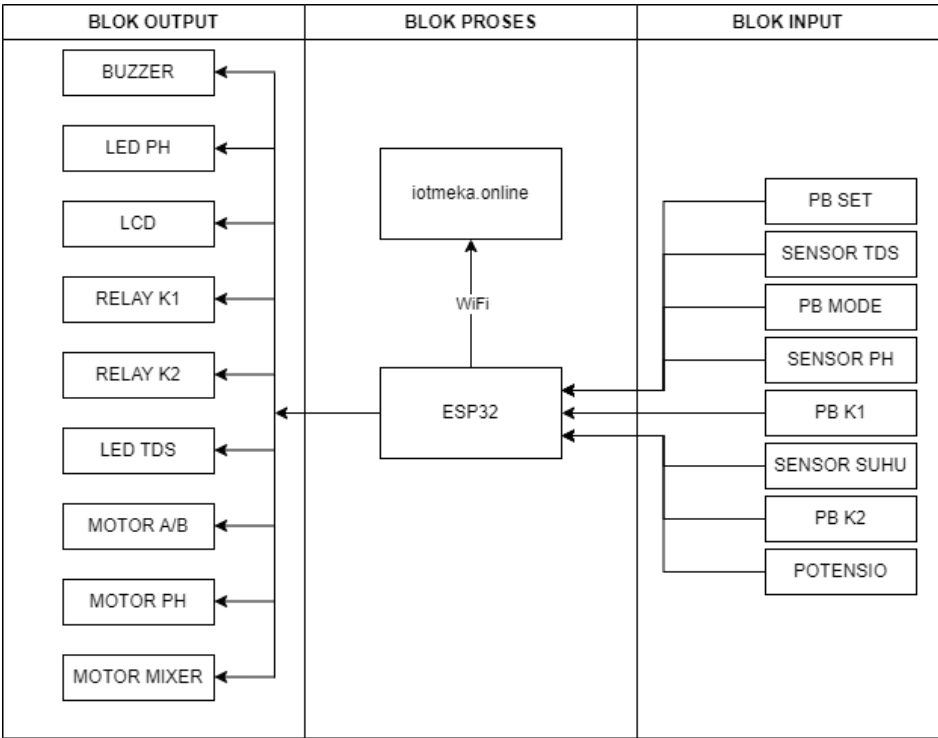 BLOK OUTPUT
BLOK PROSES
BLOK INPUT
BUZZER
LED PH
LCD
RELAY K1
RELAY K2
LED TDS
MOTOR A/B
MOTOR PH
MOTOR MIXER
iotmeka.online
WiFi
ESP32
PB SET
SENSOR TDS
PB MODE
SENSOR PH
PB K1
SENSOR SUHU
PB K2
POTENSIO